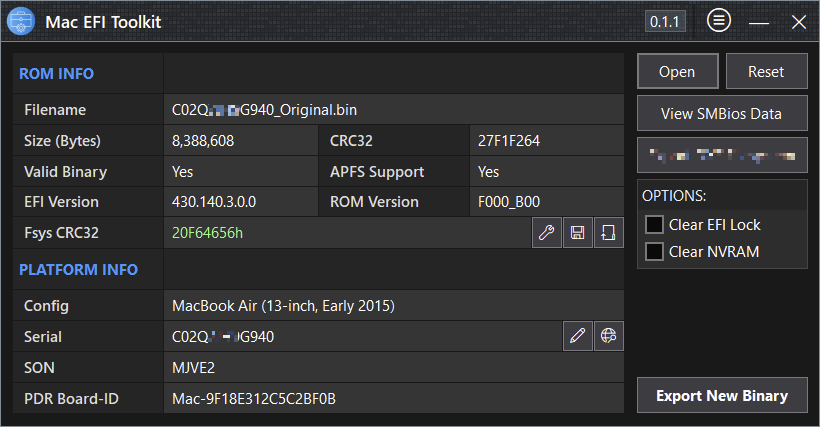 Mac EFI Toolkit 0.1.1
ROM INFO
Filename C02Q G940_Original.bin
Size (Bytes) 8,388,608 CRC32 27F1F264
Valid Binary Yes APFS Support Yes
EFI Version 430.140.3.0.0 ROM Version F000_B00
Fsys CRC32 20F64656h
PLATFORM INFO
Config MacBook Air (13-inch, Early 2015)
Serial C02Q G940
SON MJVE2
PDR Board-ID Mac-9F18E312C5C2BF0B
Open Reset
View SMBios Data
OPTIONS:
Clear EFI Lock
Clear NVRAM
Export New Binary